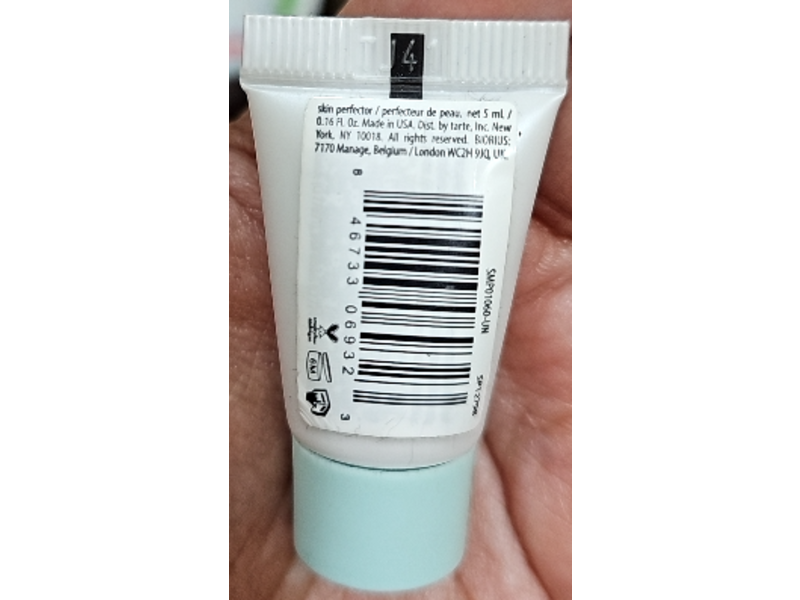 J4
skin perfector / perfecteur de peau, net 5 mL /
0.16 Fl. Oz. Made in USA. Dist. by tarte, Inc. New
York, NY 10018. All rights reserved. BIORIUS:
7170 Manage, Belgium / London WC2H 9JQ, UK.
8 46733 06932 3
SMP01060-UN
6M